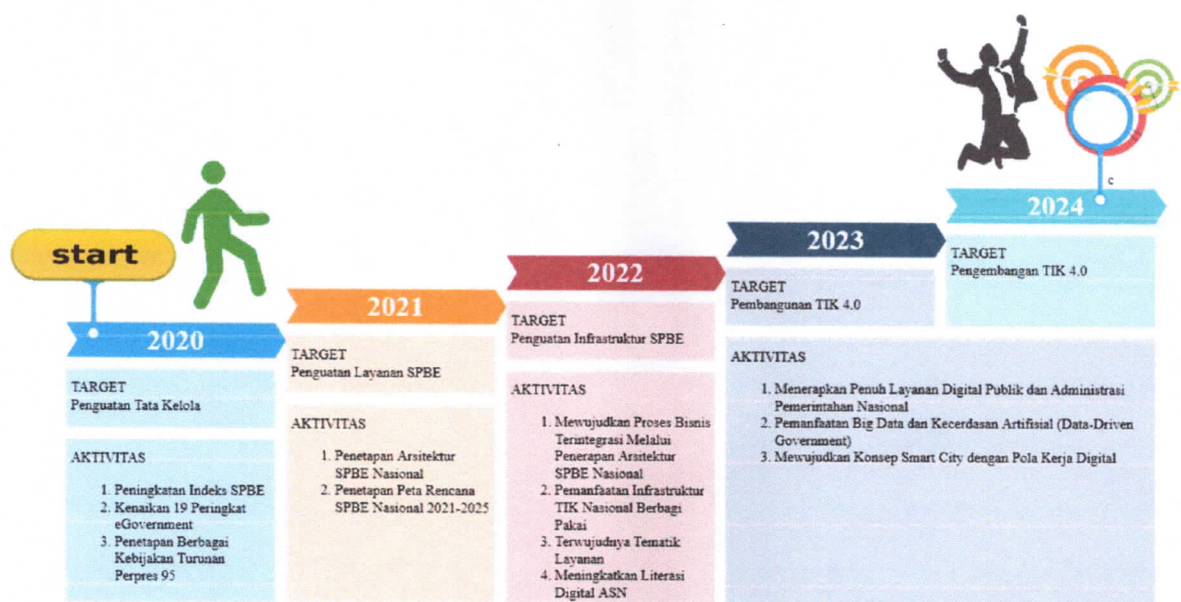 start
2020
TARGET
Penguatan Tata Kelola
AKTIVITAS
1. Peningkatan Indeks SPBE
2. Kenaikan 19 Peringkat
eGovernment
3. Penetapan Berbagai
Kebijakan Turunan
Perpres 95
2021
TARGET
Penguatan Layanan SPBE
AKTIVITAS
1. Penetapan Arsitektur
SPBE Nasional
2. Penetapan Peta Rencana
SPBE Nasional 2021-2025
2022
TARGET
Penguatan Infrastruktur SPBE
AKTIVITAS
1. Mewujudkan Proses Bisnis
Terintegrasi Melalui
Penerapan Arsitektur
SPBE Nasional
2. Pemanfaatan Infrastruktur
TIK Nasional Berbagi
Pakai
3. Terwujudnya Tematik
Layanan
4. Meningkatkan Literasi
Digital ASN
2023
TARGET
Pembangunan TIK 4.0
c
2024
TARGET
Pengembangan TIK 4.0
AKTIVITAS
1. Menerapkan Penuh Layanan Digital Publik dan Administrasi
Pemerintahan Nasional
2. Pemanfaatan Big Data dan Kecerdasan Artifisial (Data-Driven
Government)
3. Mewujudkan Konsep Smart City dengan Pola Kerja Digital